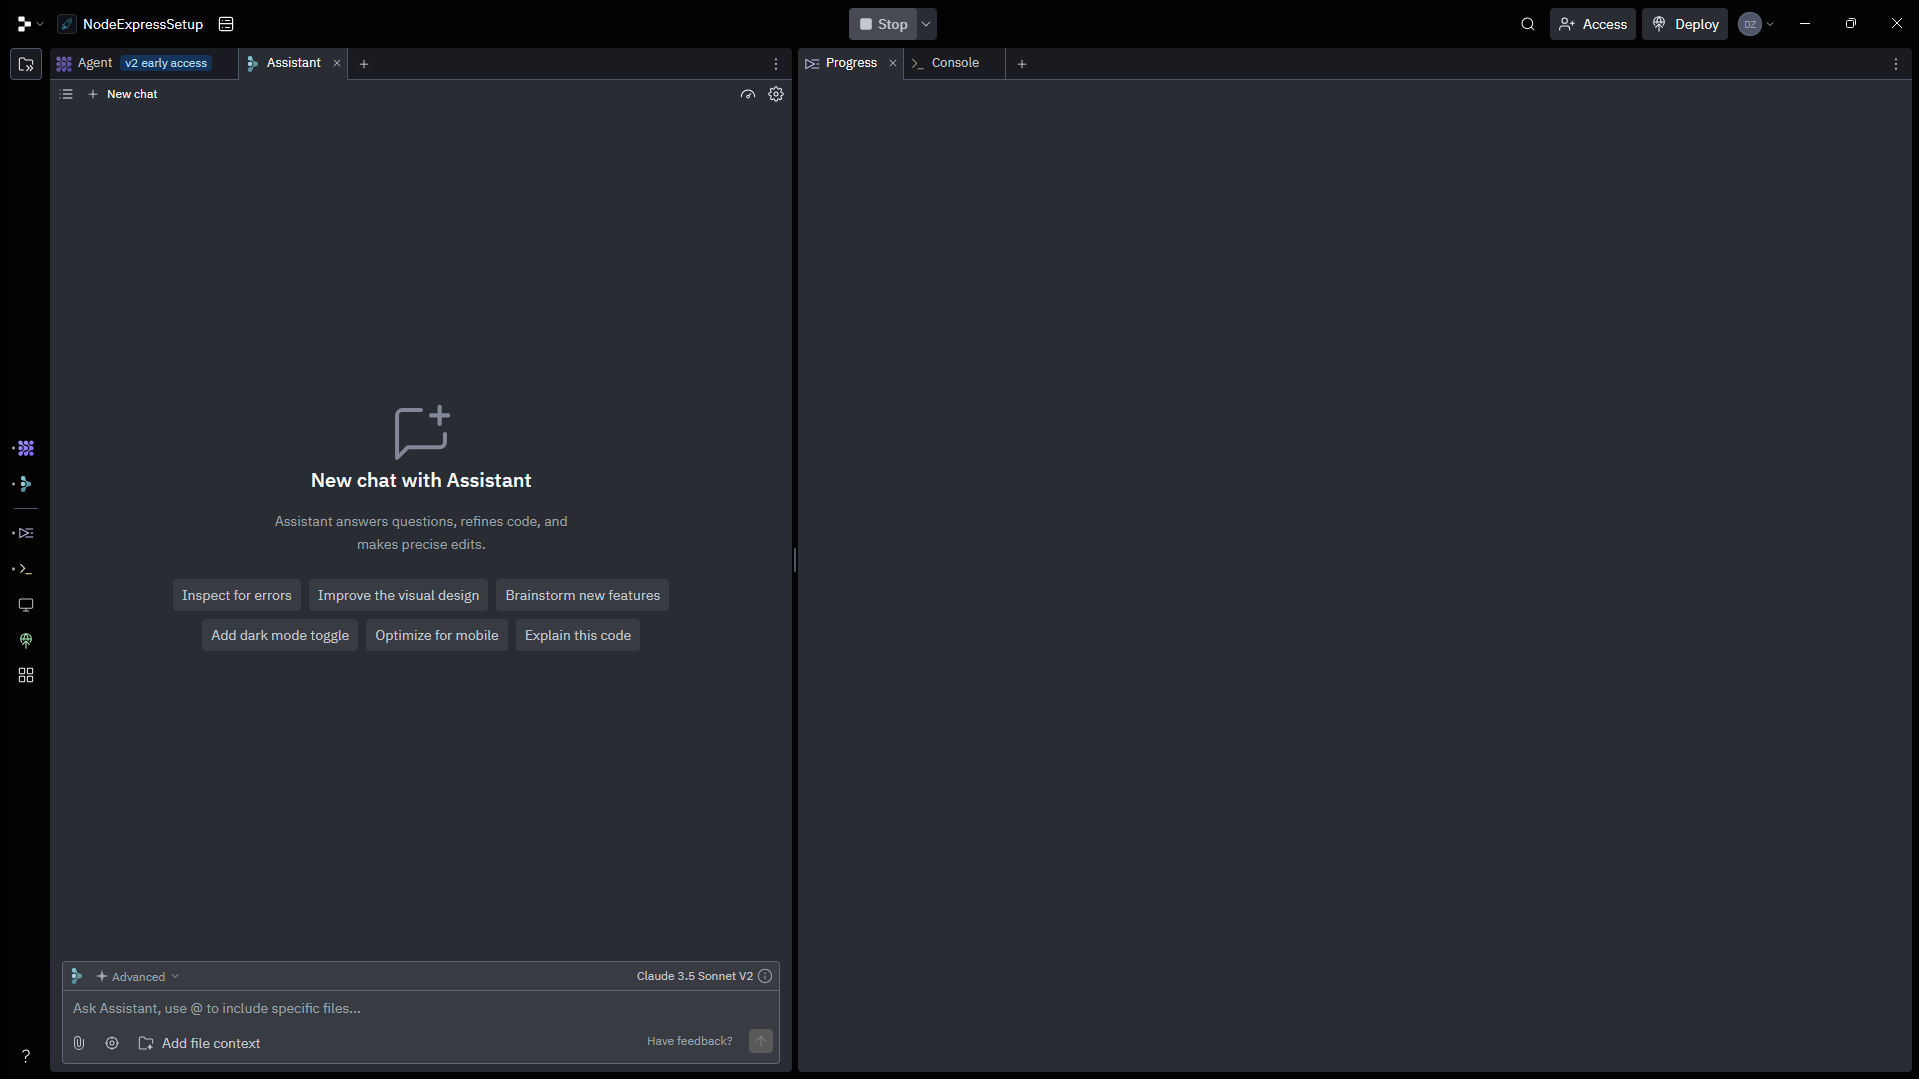 NodeExpressSetup
Stop
Access
Deploy
DZ
Agent v2 early access
Assistant
Progress
Console
New chat
New chat with Assistant
Assistant answers questions, refines code, and
makes precise edits.
Inspect for errors
Improve the visual design
Brainstorm new features
Add dark mode toggle
Optimize for mobile
Explain this code
Advanced
Claude 3.5 Sonnet V2
Ask Assistant, use @ to include specific files...
Add file context
Have feedback?